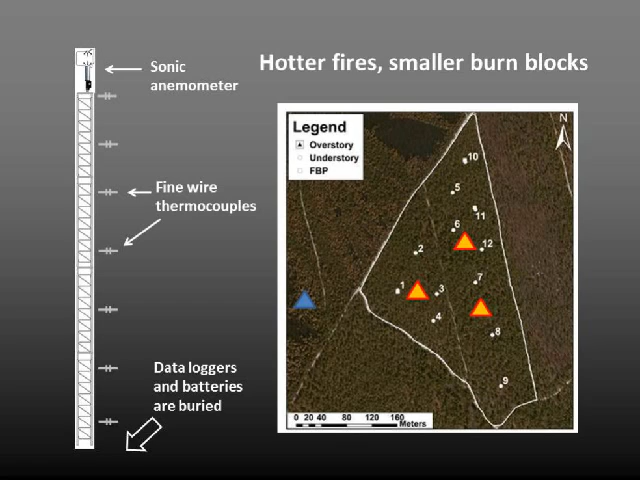 Hotter fires, smaller burn blocks
Sonic
anemometer
Fine wire
thermocouples
Data loggers
and batteries
are buried
Legend
Overstory
Understory
FBP
N
10
5
11
6
12
2
7
1
3
4
8
9
0 20 40 80 120 160
Meters